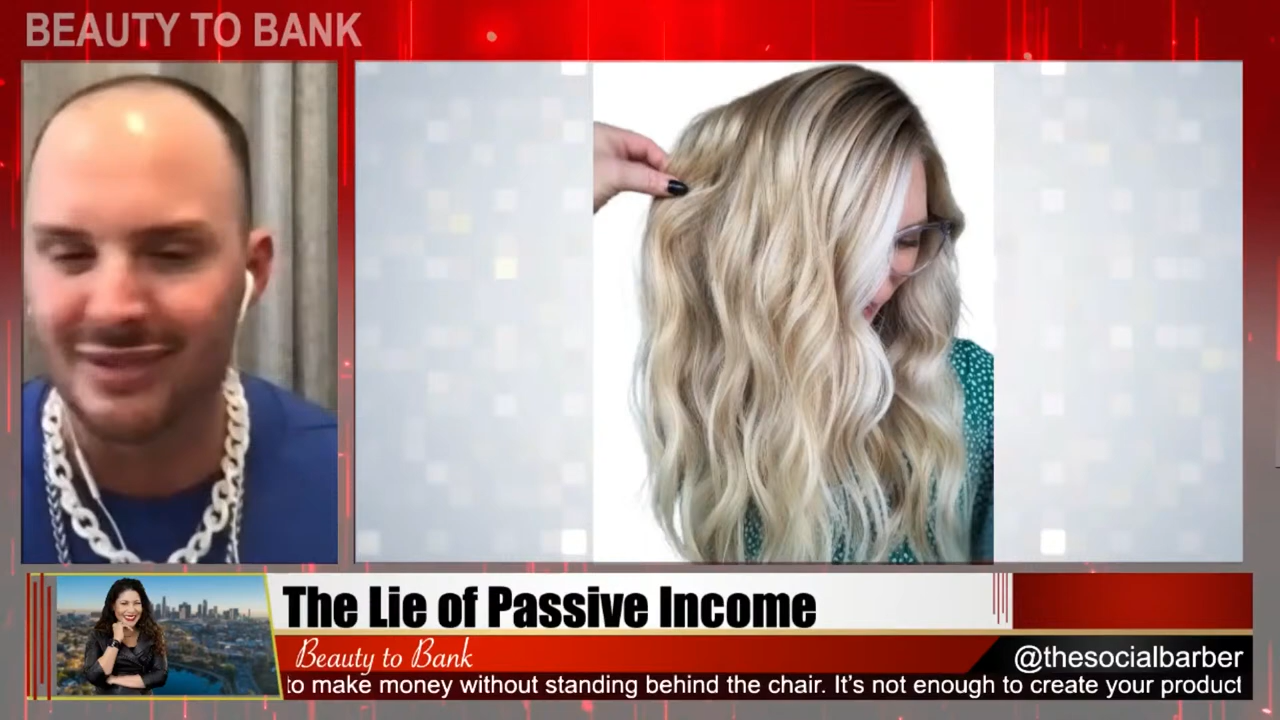 BEAUTY TO BANK
The Lie of Passive Income
Beauty to Bank
@thesocialbarber
to make money without standing behind the chair. It’s not enough to create your product